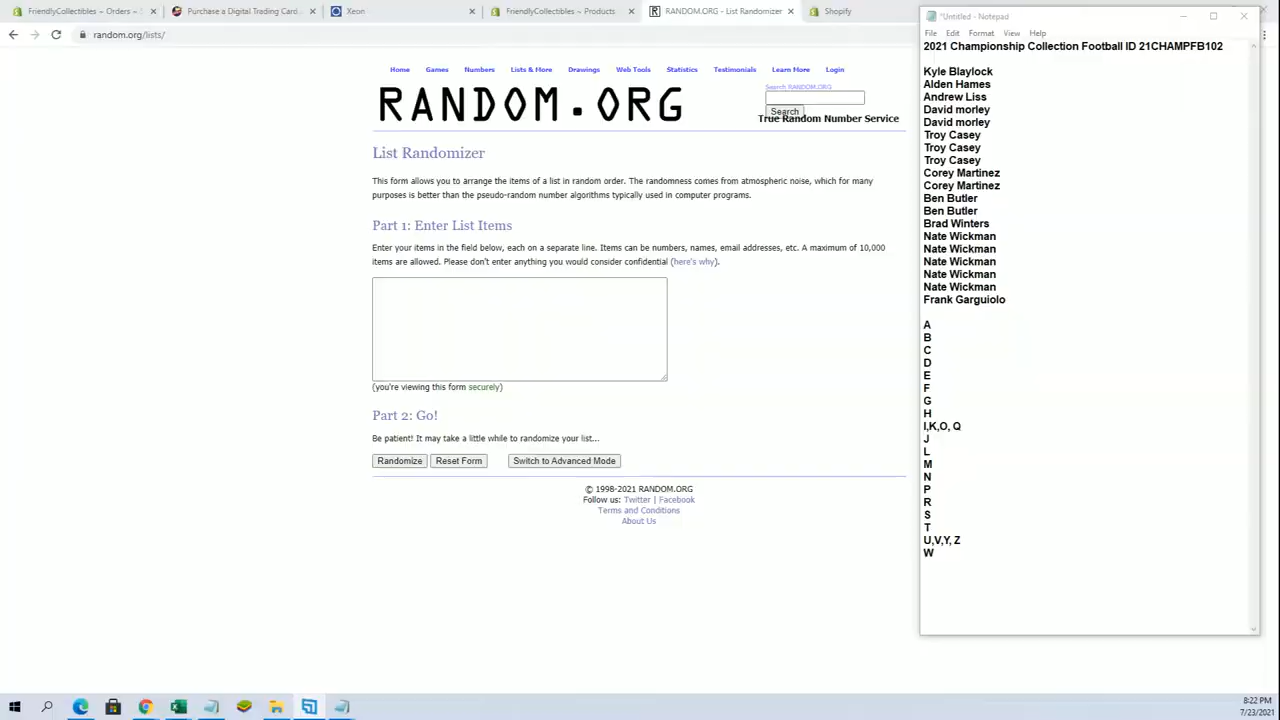 FriendlyCollectibles ~ Orders ~
Purchase a Digital Trading Card
Xeon
FriendlyCollectibles ~ Products
RANDOM.ORG - List Randomizer
Shopify
random.org/lists/
Home Games Numbers Lists & More Drawings Web Tools Statistics Testimonials Learn More Login
RANDOM.ORG
Search RANDOM.ORG
Search
True Random Number Service
List Randomizer
This form allows you to arrange the items of a list in random order. The randomness comes from atmospheric noise, which for many
purposes is better than the pseudo-random number algorithms typically used in computer programs.
Part 1: Enter List Items
Enter your items in the field below, each on a separate line. Items can be numbers, names, email addresses, etc. A maximum of 10,000
items are allowed. Please don't enter anything you would consider confidential (here's why).
(you're viewing this form securely)
Part 2: Go!
Be patient! It may take a little while to randomize your list...
Randomize Reset Form Switch to Advanced Mode
© 1998-2021 RANDOM.ORG
Follow us: Twitter | Facebook
Terms and Conditions
About Us
*Untitled - Notepad
File Edit Format View Help
2021 Championship Collection Football ID 21CHAMPFB102
Kyle Blaylock
Alden Hames
Andrew Liss
David morley
David morley
Troy Casey
Troy Casey
Troy Casey
Corey Martinez
Corey Martinez
Ben Butler
Ben Butler
Brad Winters
Nate Wickman
Nate Wickman
Nate Wickman
Nate Wickman
Nate Wickman
Frank Garguiolo
A
B
C
D
E
F
G
H
I,K,O, Q
J
L
M
N
P
R
S
T
U,V,Y, Z
W
8:22 PM
7/23/2021